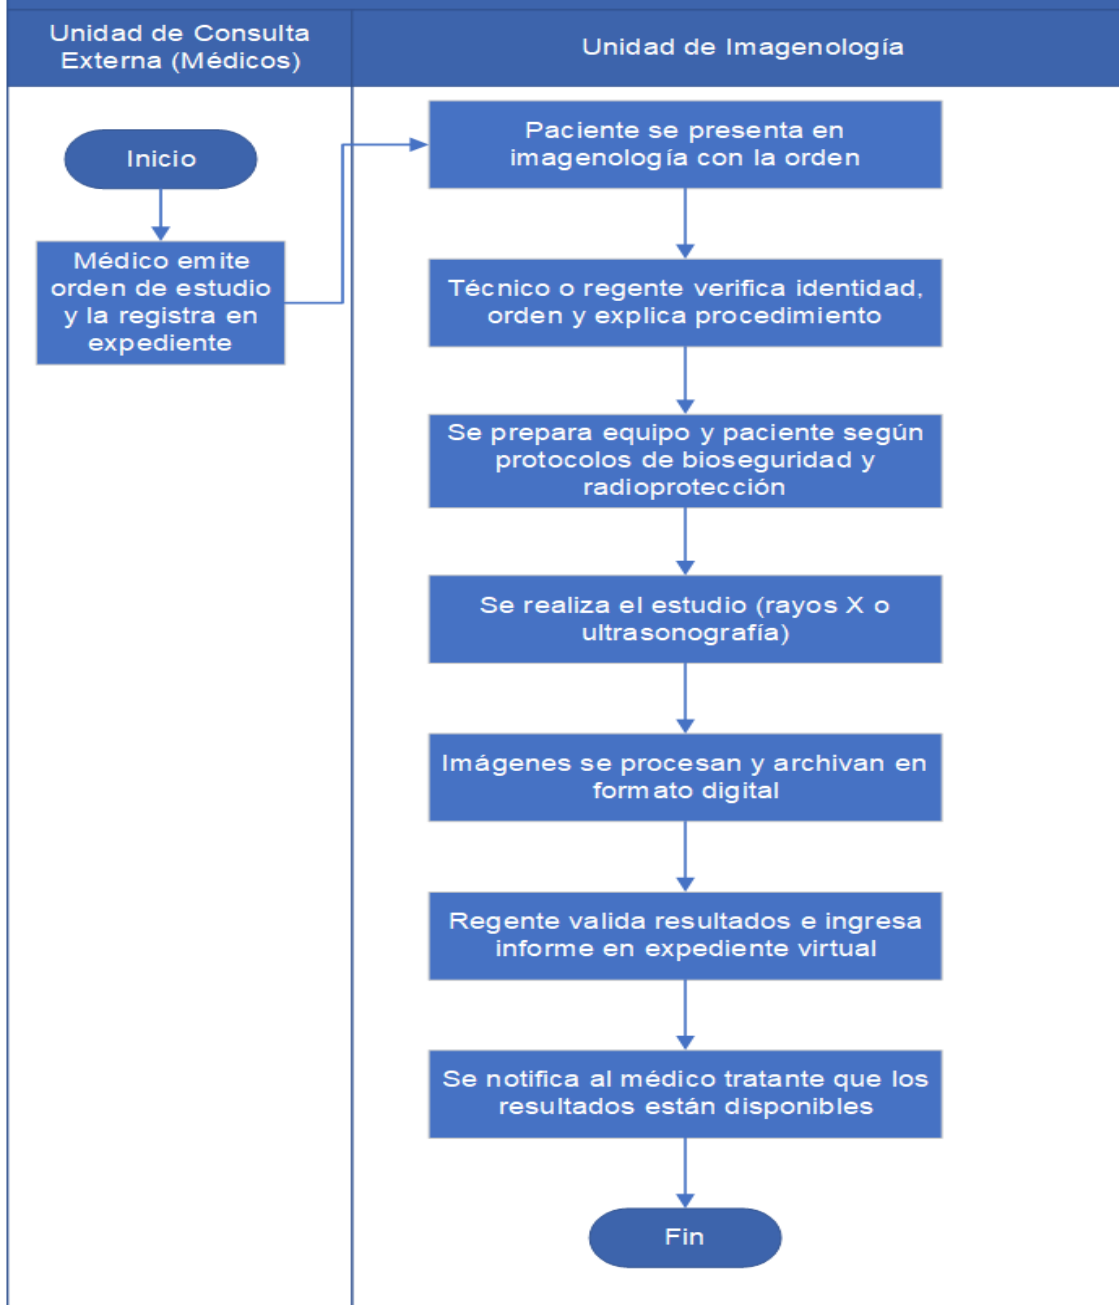 Unidad de Consulta
Externa (Médicos)
Unidad de Imagenología
Inicio
Médico emite
orden de estudio
y la registra en
expediente
Paciente se presenta en
imagenología con la orden
Técnico o regente verifica identidad,
orden y explica procedimiento
Se prepara equipo y paciente según
protocolos de bioseguridad y
radioprotección
Se realiza el estudio (rayos X o
ultrasonografía)
Imágenes se procesan y archivan en
formato digital
Regente valida resultados e ingresa
informe en expediente virtual
Se notifica al médico tratante que los
resultados están disponibles
Fin